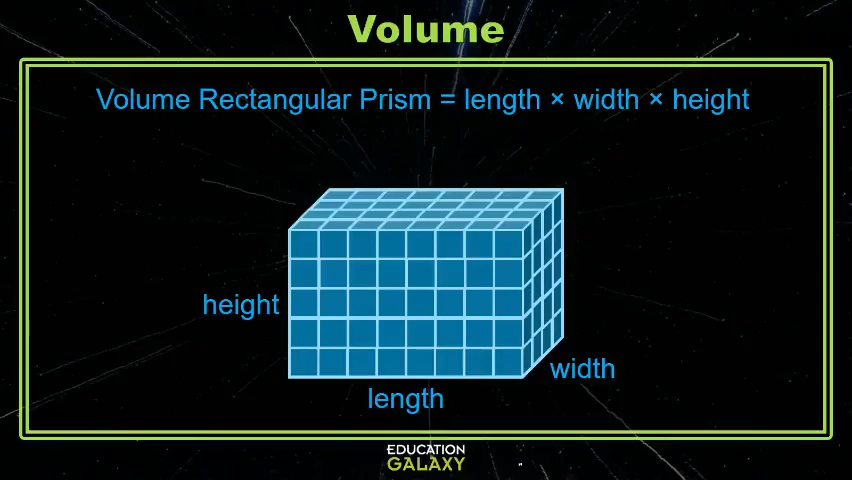 Volume
Volume Rectangular Prism = length × width × height
height
width
length
EDUCATION
GALAXY